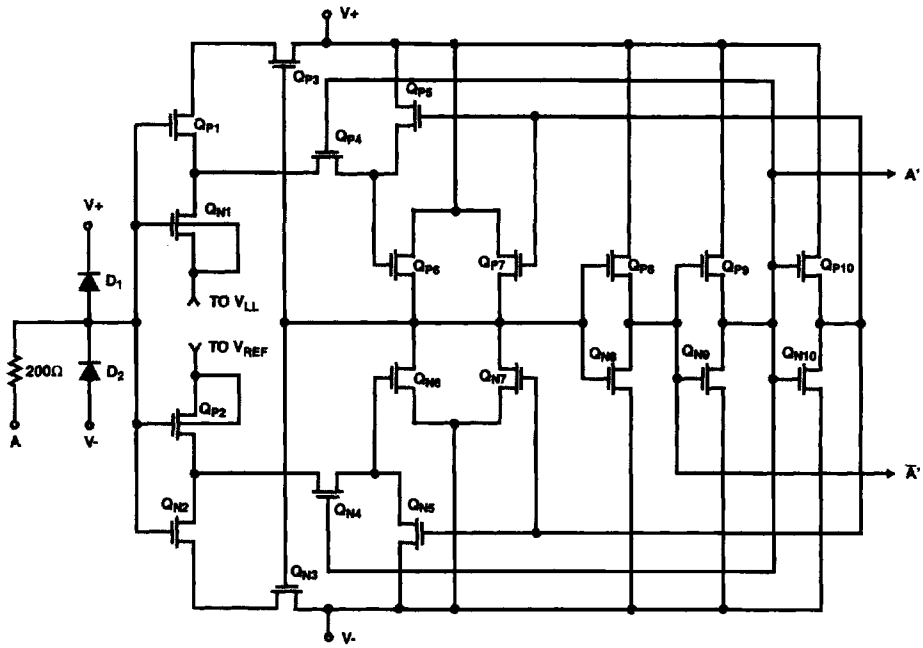 V+
QP3
QP5
QP1
QP4
A'
QN1
V+
D1
QP6
QP7
QP8
QP9
QP10
TO VLL
TO VREF
200Ω
D2
QN6
QN7
QN8
QN9
QN10
QP2
A
V-
A̅'
QN2
QN4
QN5
QN3
V-